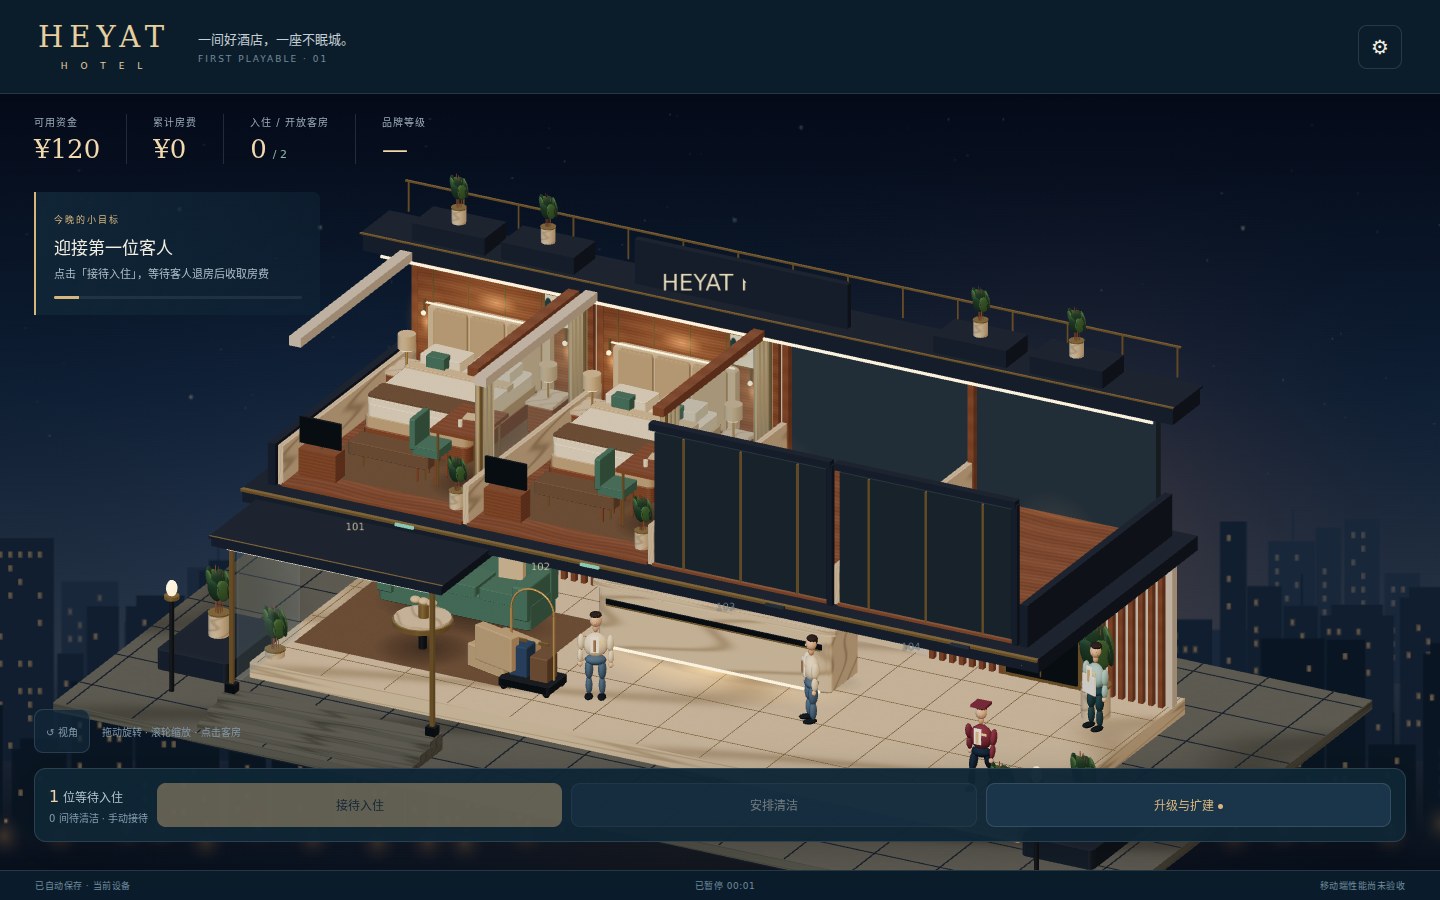 HEYAT
HOTEL
一间好酒店，一座不眠城。
FIRST PLAYABLE · 01
可用资金
¥120
累计房费
¥0
入住 / 开放客房
0 / 2
品牌等级
—
今晚的小目标
迎接第一位客人
点击「接待入住」，等待客人退房后收取房费
HEYAT
101
102
103
104
↺ 视角
拖动旋转 · 滚轮缩放 · 点击客房
1 位等待入住
0 间待清洁 · 手动接待
接待入住
安排清洁
升级与扩建
已自动保存 · 当前设备
已暂停 00:01
移动端性能尚未验收